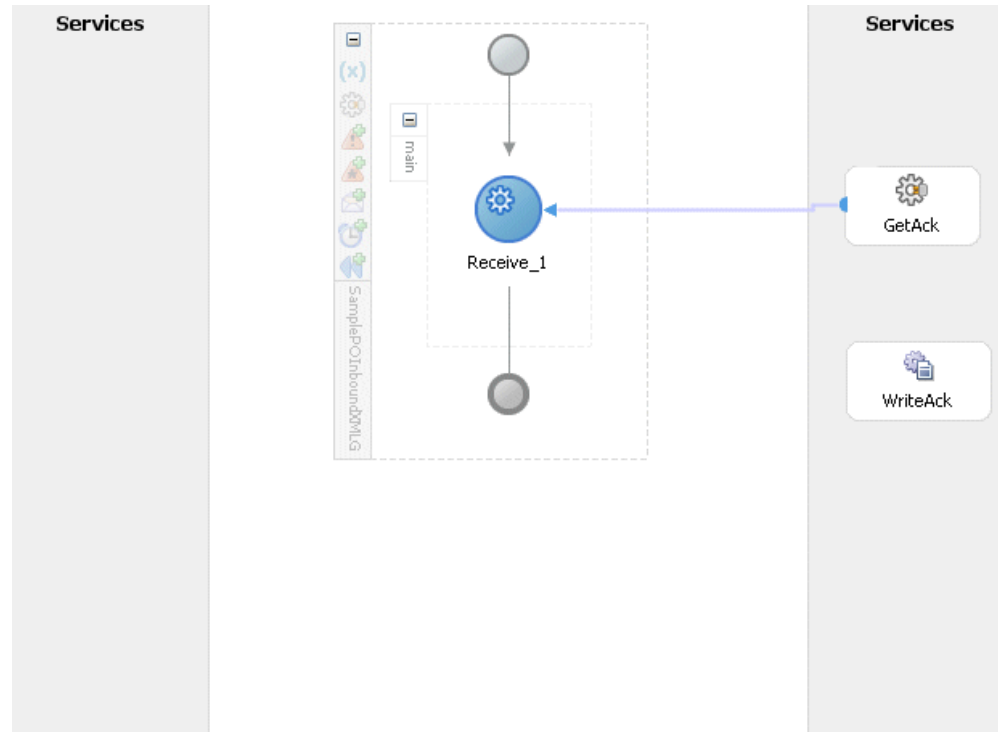 Services
Services
(x)
main
Receive_1
SamplePOInboundXMLG
GetAck
WriteAck